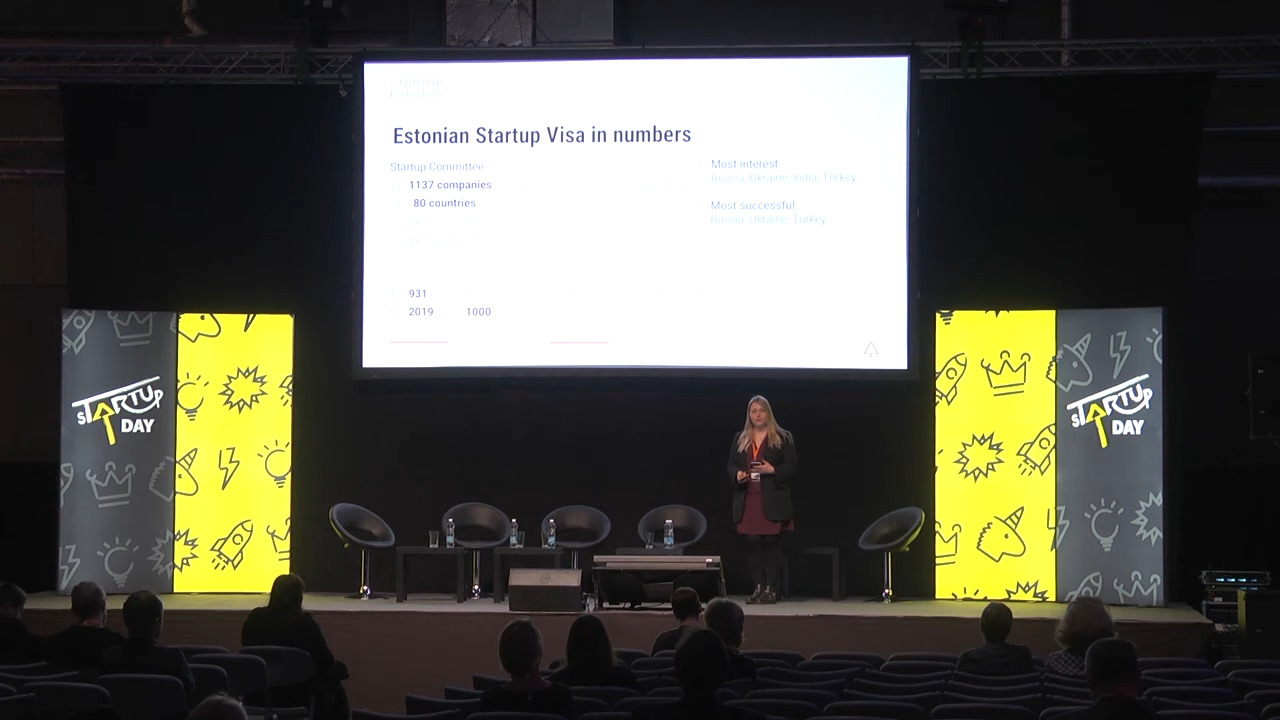 STARTUP
ESTONIA
Estonian Startup Visa in numbers
Startup Committee
1137 companies
80 countries
931
2019 1000
Most interest:
Russia, Ukraine, India, Turkey
Most successful:
Russia, Ukraine, Turkey
STARTUP
DAY
STARTUP
DAY